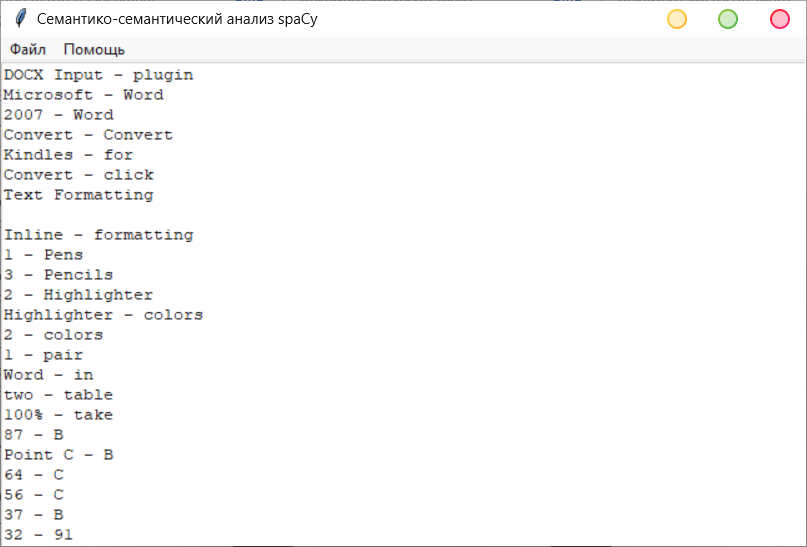 Семантико-семантический анализ spaCy
Файл Помощь
DOCX Input - plugin
Microsoft - Word
2007 - Word
Convert - Convert
Kindles - for
Convert - click
Text Formatting
Inline - formatting
1 - Pens
3 - Pencils
2 - Highlighter
Highlighter - colors
2 - colors
1 - pair
Word - in
two - table
100% - take
87 - B
Point C - B
64 - C
56 - C
37 - B
32 - 91